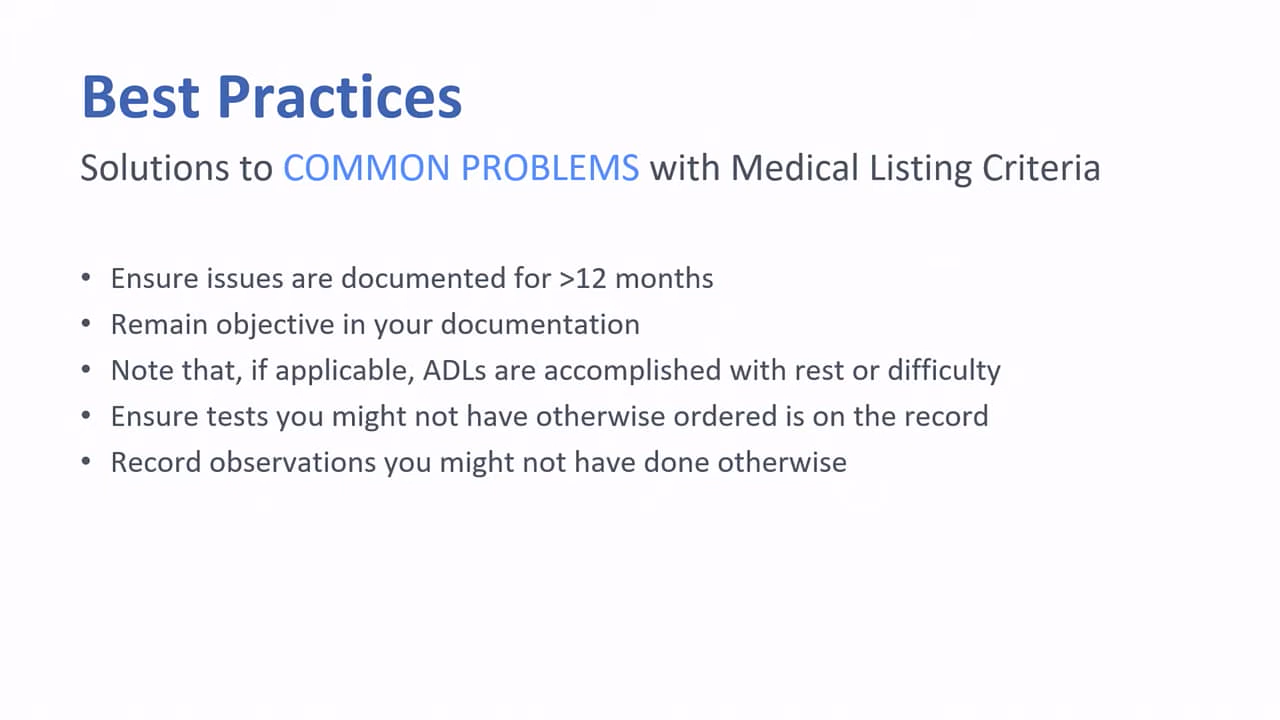 Best Practices
Solutions to COMMON PROBLEMS with Medical Listing Criteria
• Ensure issues are documented for >12 months
• Remain objective in your documentation
• Note that, if applicable, ADLs are accomplished with rest or difficulty
• Ensure tests you might not have otherwise ordered is on the record
• Record observations you might not have done otherwise